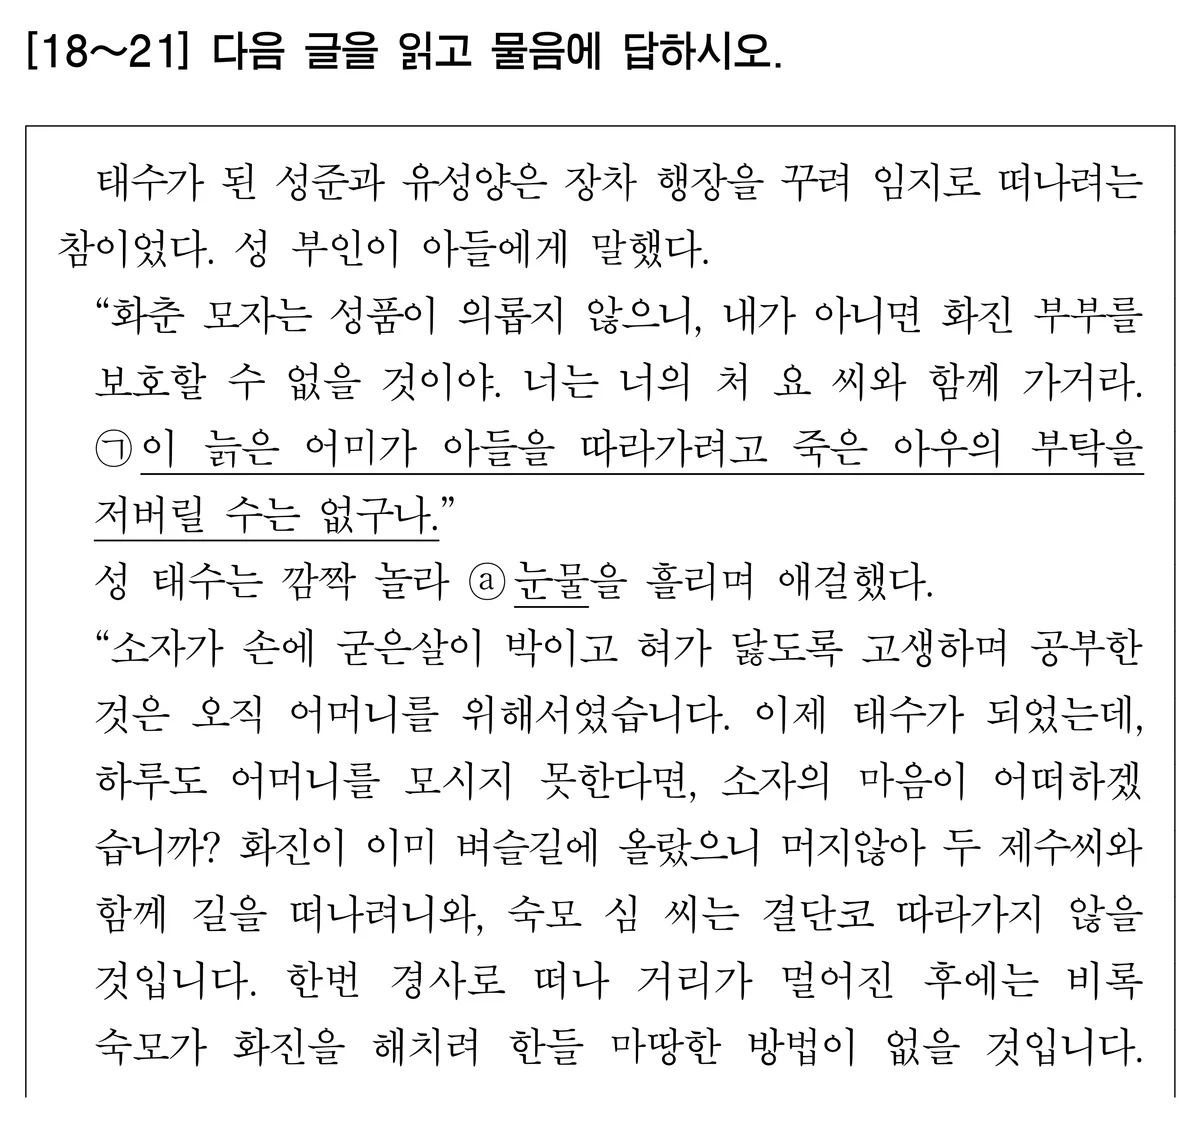 [18~21] 다음 글을 읽고 물음에 답하시오.
태수가 된 성준과 유성양은 장차 행장을 꾸려 임지로 떠나려는
참이었다. 성 부인이 아들에게 말했다.
“화춘 모자는 성품이 의롭지 않으니, 내가 아니면 화진 부부를
보호할 수 없을 것이야. 너는 너의 처 요 씨와 함께 가거라.
㉠이 늙은 어미가 아들을 따라가려고 죽은 아우의 부탁을
저버릴 수는 없구나.”
성 태수는 깜짝 놀라 ⓐ눈물을 흘리며 애걸했다.
“소자가 손에 굳은살이 박이고 혀가 닳도록 고생하며 공부한
것은 오직 어머니를 위해서였습니다. 이제 태수가 되었는데,
하루도 어머니를 모시지 못한다면, 소자의 마음이 어떠하겠
습니까? 화진이 이미 벼슬길에 올랐으니 머지않아 두 제수씨와
함께 길을 떠나려니와, 숙모 심 씨는 결단코 따라가지 않을
것입니다. 한번 경사로 떠나 거리가 멀어진 후에는 비록
숙모가 화진을 해치려 한들 마땅한 방법이 없을 것입니다.